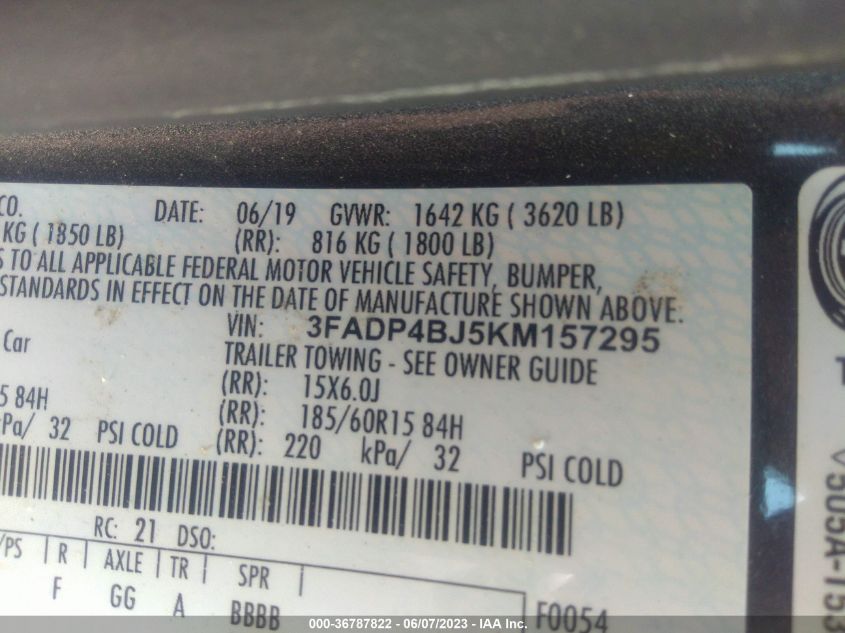 CO. DATE: 06/19 GVWR: 1642 KG ( 3620 LB)
KG ( 1850 LB) (RR): 816 KG ( 1800 LB)
S TO ALL APPLICABLE FEDERAL MOTOR VEHICLE SAFETY, BUMPER,
STANDARDS IN EFFECT ON THE DATE OF MANUFACTURE SHOWN ABOVE.
VIN: 3FADP4BJ5KM157295
Car TRAILER TOWING - SEE OWNER GUIDE
(RR): 15X6.0J
5 84H (RR): 185/60R15 84H
kPa/ 32 PSI COLD (RR): 220 kPa/ 32 PSI COLD
RC: 21 DSO:
/PS R AXLE TR SPR
F GG A BBBB F0054
V505A-T53
000-36787822 - 06/07/2023 - IAA Inc.